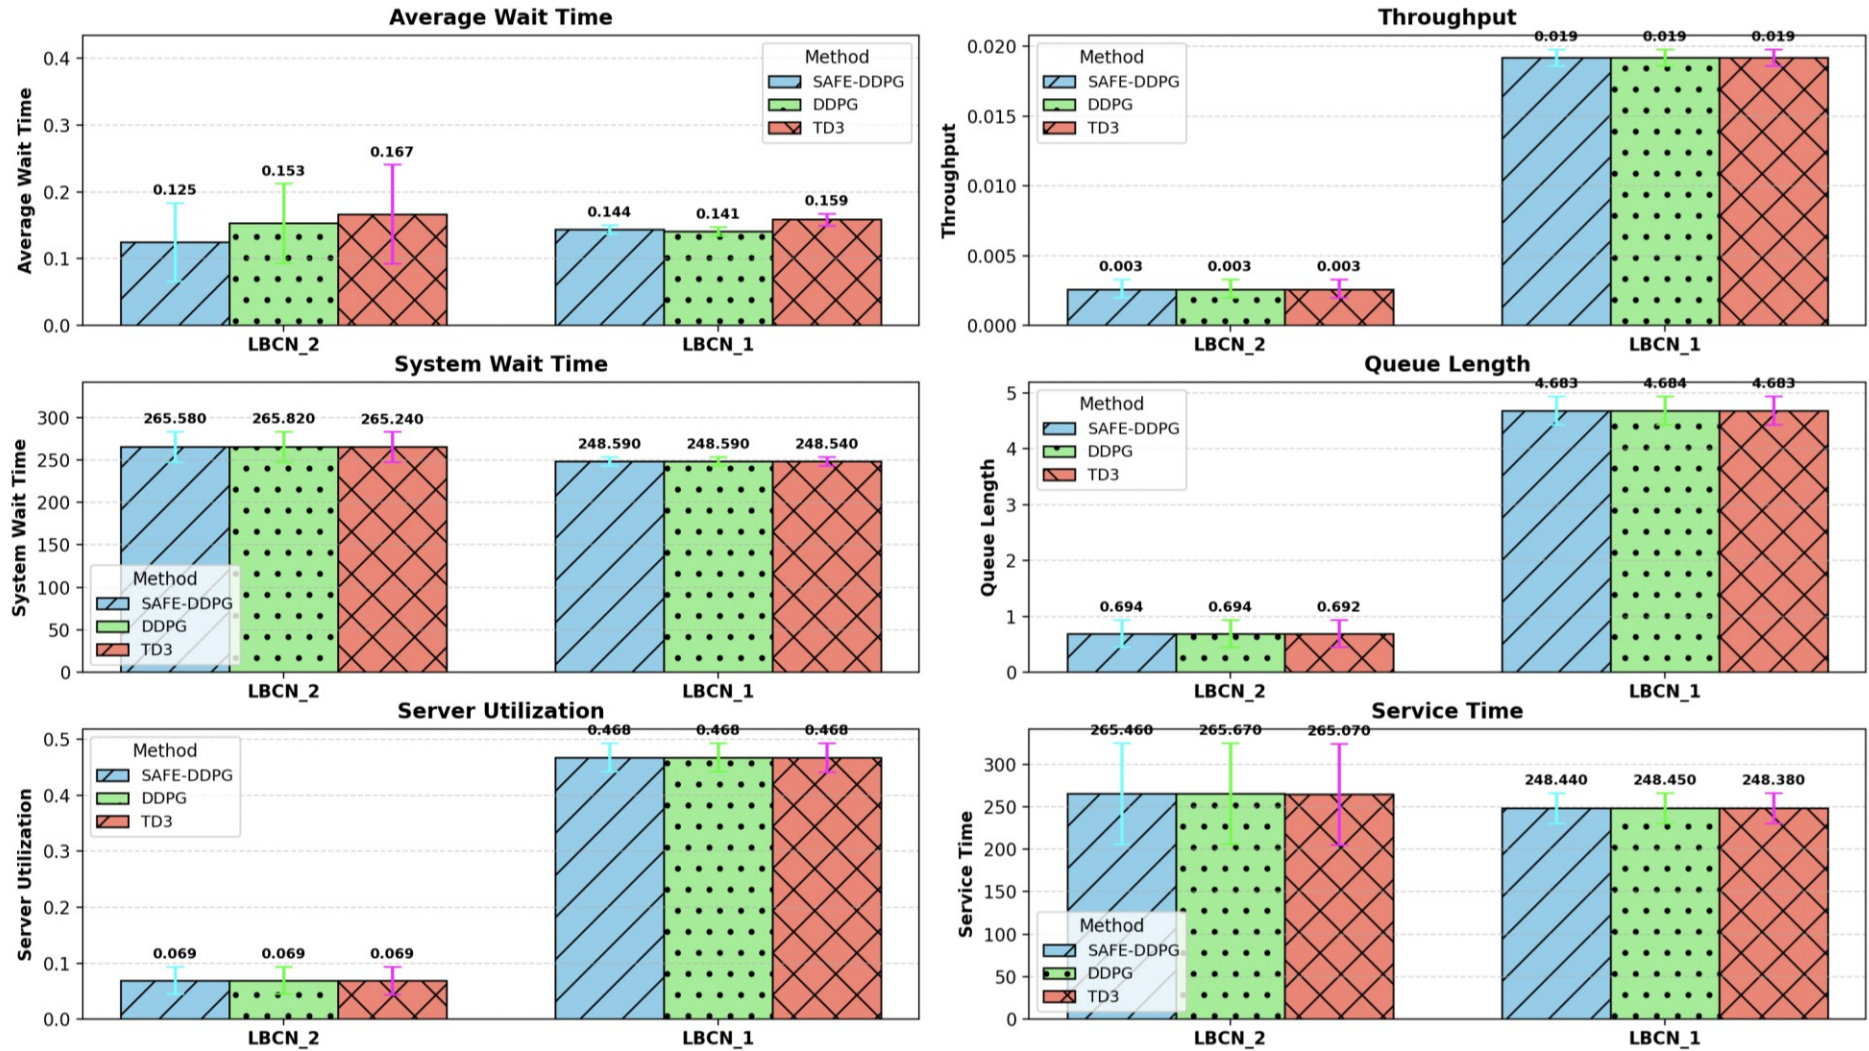 Average Wait Time
Average Wait Time
0.4
0.3
0.2
0.1
0.0
Method
SAFE-DDPG
DDPG
TD3
0.125
0.153
0.167
0.144
0.141
0.159
LBCN_2
LBCN_1
Throughput
Throughput
0.020
0.015
0.010
0.005
0.000
Method
SAFE-DDPG
DDPG
TD3
0.003
0.003
0.003
0.019
0.019
0.019
LBCN_2
LBCN_1
System Wait Time
System Wait Time
300
250
200
150
100
50
0
265.580
265.820
265.240
248.590
248.590
248.540
Method
SAFE-DDPG
DDPG
TD3
LBCN_2
LBCN_1
Queue Length
Queue Length
5
4
3
2
1
0
Method
SAFE-DDPG
DDPG
TD3
0.694
0.694
0.692
4.683
4.684
4.683
LBCN_2
LBCN_1
Server Utilization
Server Utilization
0.5
0.4
0.3
0.2
0.1
0.0
Method
SAFE-DDPG
DDPG
TD3
0.069
0.069
0.069
0.468
0.468
0.468
LBCN_2
LBCN_1
Service Time
Service Time
300
250
200
150
100
50
0
265.460
265.670
265.070
248.440
248.450
248.380
Method
SAFE-DDPG
DDPG
TD3
LBCN_2
LBCN_1